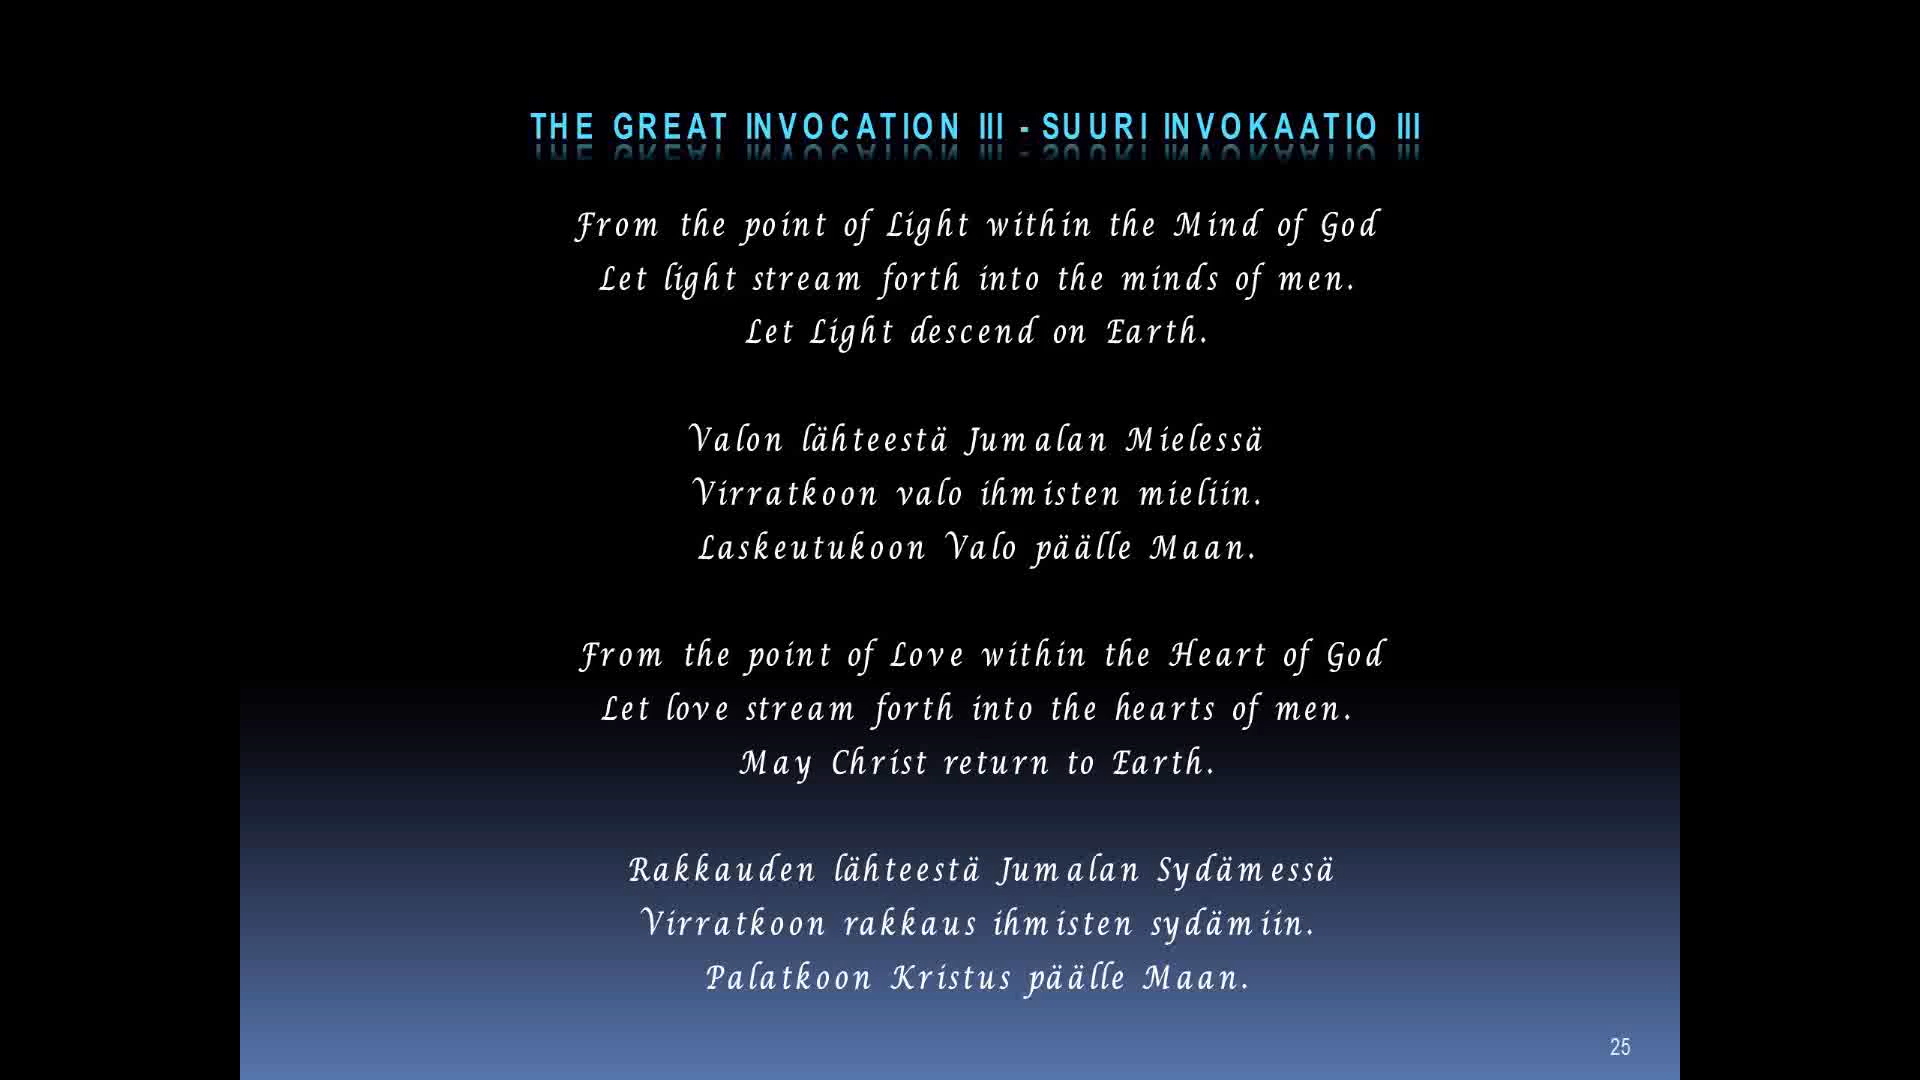 THE GREAT INVOCATION III - SUURI INVOKAATIO III
From the point of Light within the Mind of God
Let light stream forth into the minds of men.
Let Light descend on Earth.
Valon lähteestä Jumalan Mielessä
Virratkoon valo ihmisten mieliin.
Laskeutukoon Valo päälle Maan.
From the point of Love within the Heart of God
Let love stream forth into the hearts of men.
May Christ return to Earth.
Rakkauden lähteestä Jumalan Sydämessä
Virratkoon rakkaus ihmisten sydämiin.
Palatkoon Kristus päälle Maan.
25